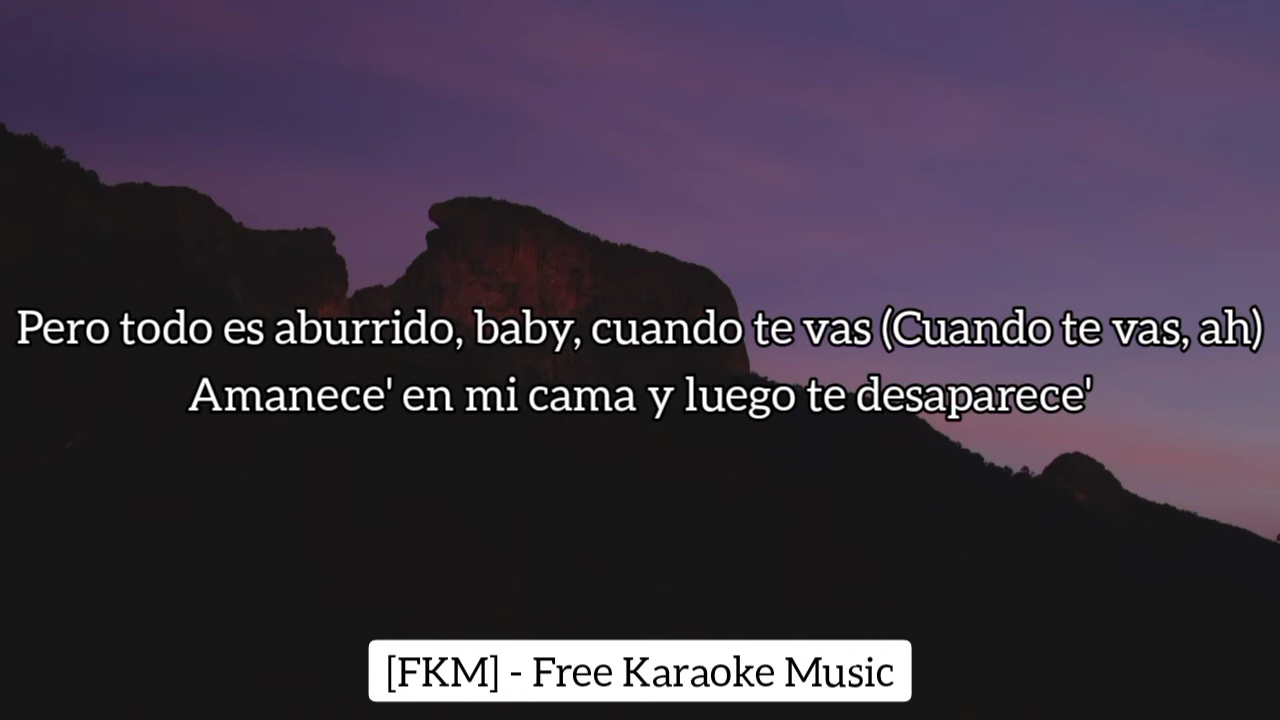 Pero todo es aburrido, baby, cuando te vas (Cuando te vas, ah)
Amanece' en mi cama y luego te desaparece'
[FKM] - Free Karaoke Music